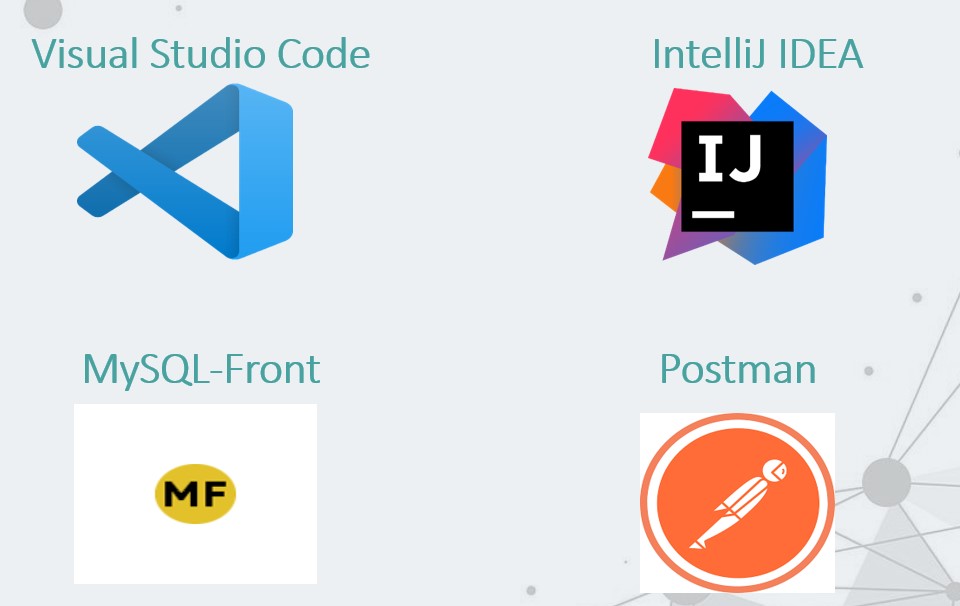 Visual Studio Code
IntelliJ IDEA
IJ
MySQL-Front
Postman
MF